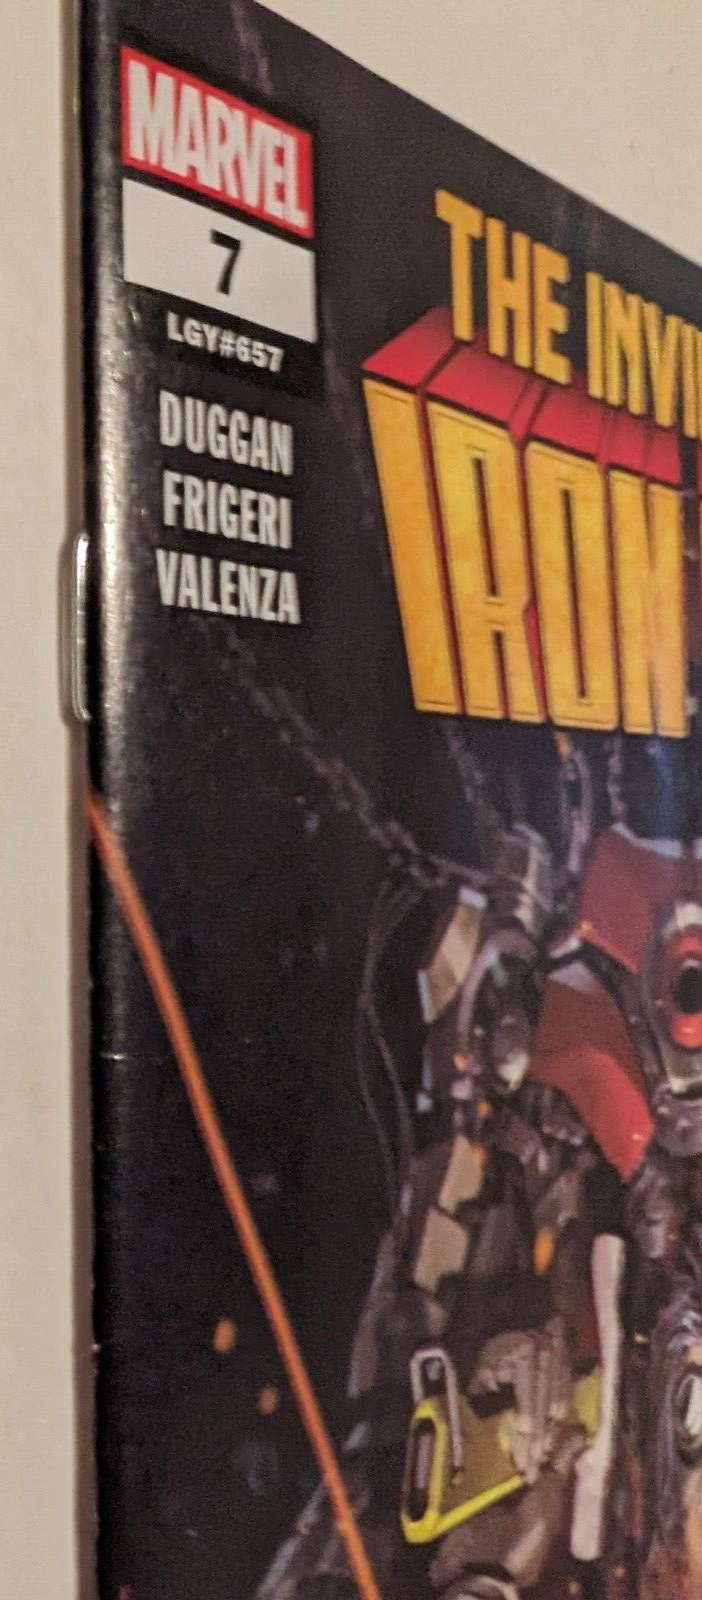 MARVEL
7
LGY#657
DUGGAN
FRIGERI
VALENZA
THE INVI
IRON